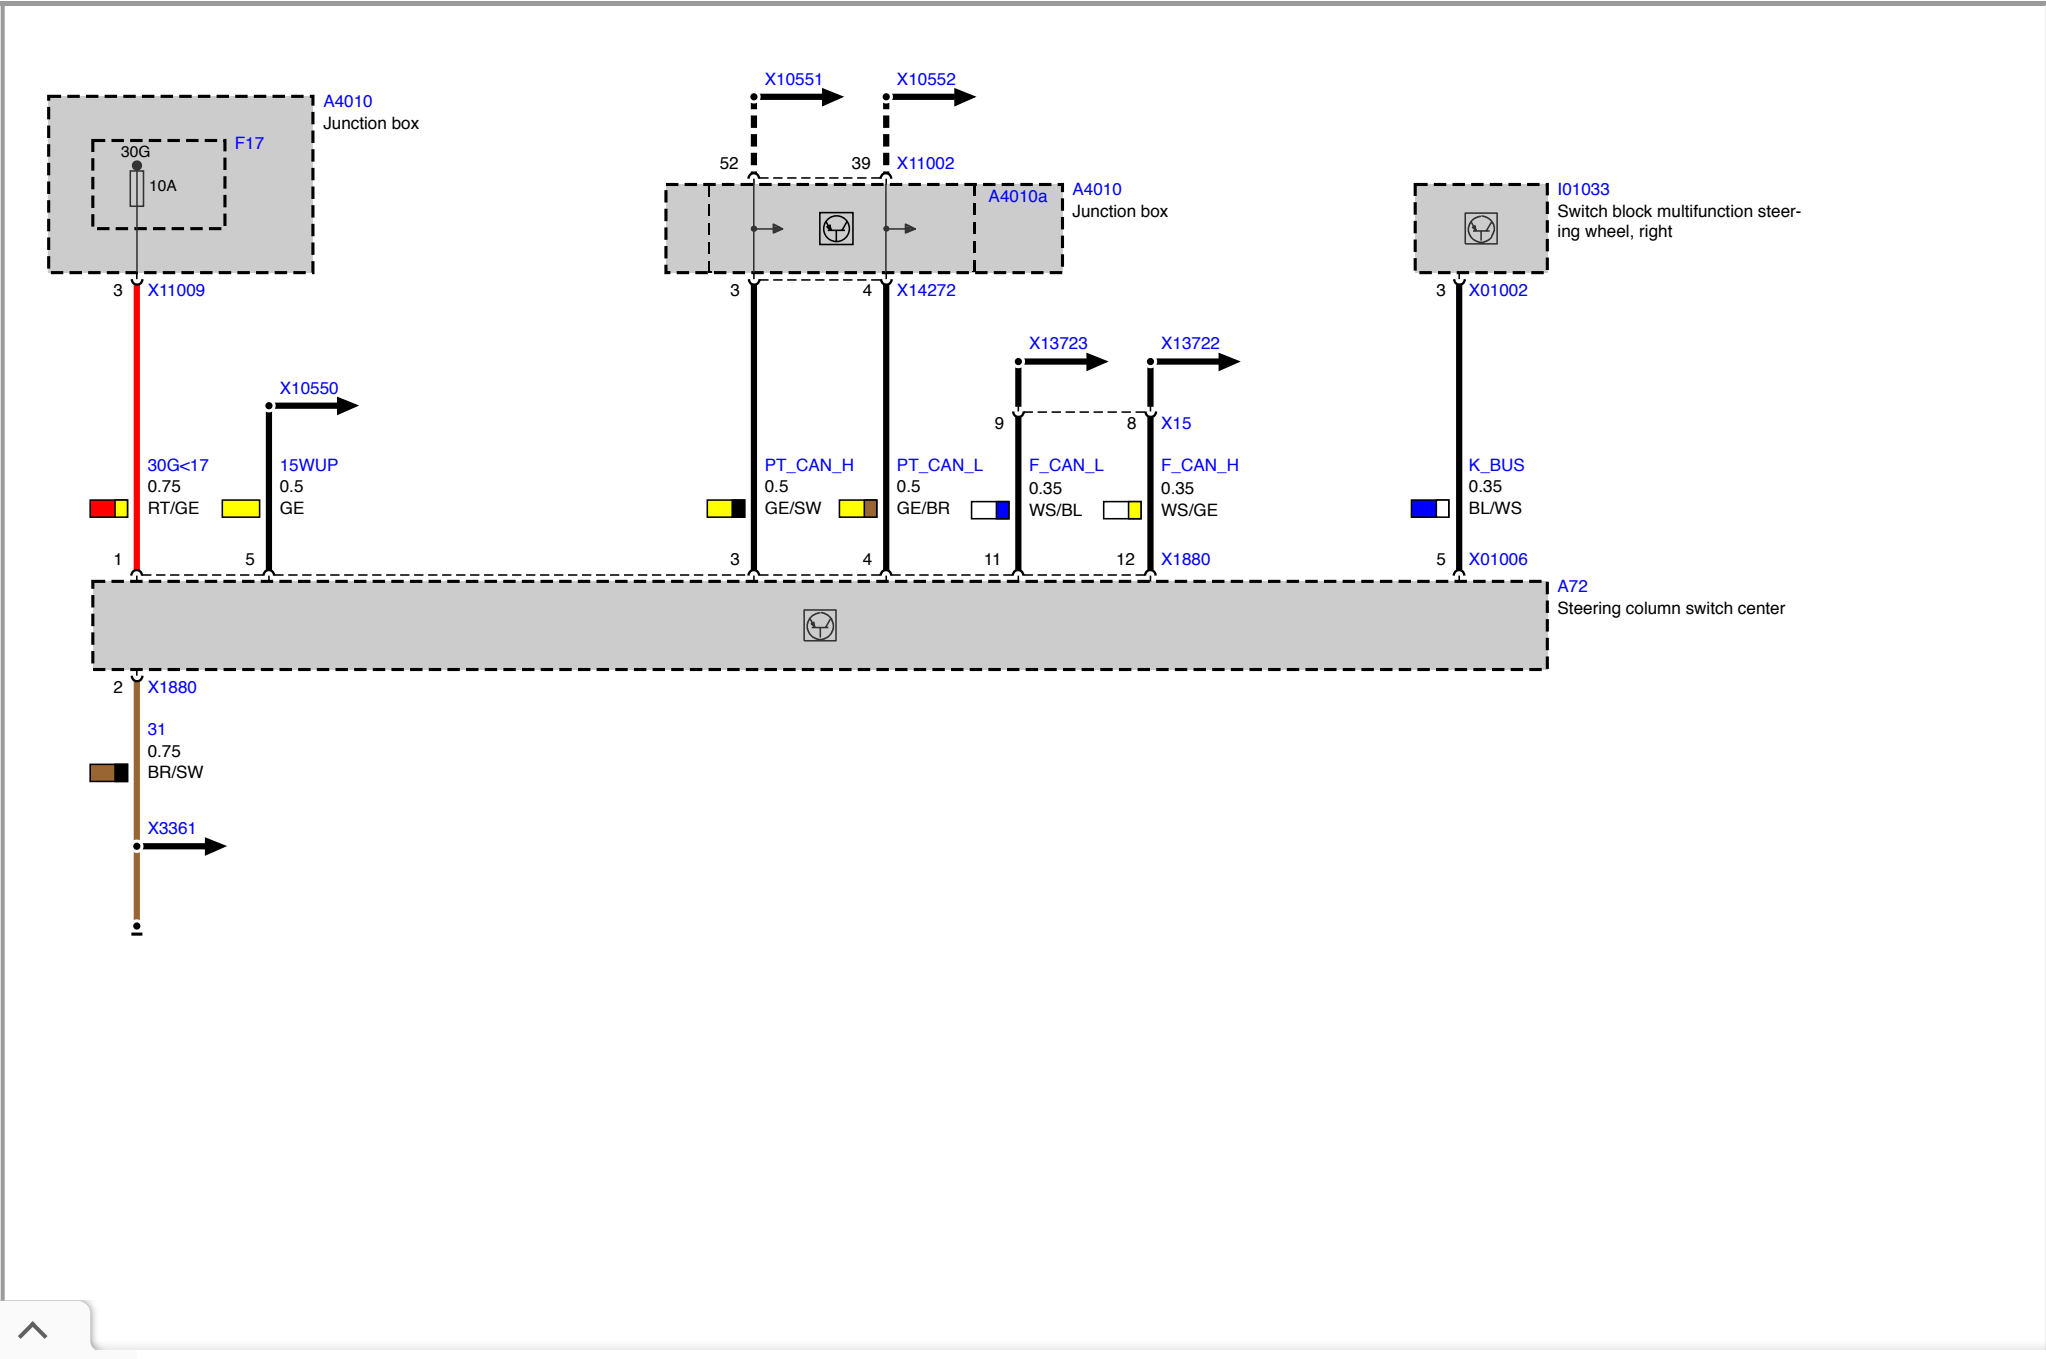 X10551
X10552
A4010
Junction box
F17
30G
10A
52
39
X11002
A4010a
A4010
Junction box
I01033
Switch block multifunction steer-
ing wheel, right
3
X11009
3
4
X14272
3
X01002
X13723
X13722
X10550
9
8
X15
30G<17
0.75
RT/GE
15WUP
0.5
GE
PT_CAN_H
0.5
GE/SW
PT_CAN_L
0.5
GE/BR
F_CAN_L
0.35
WS/BL
F_CAN_H
0.35
WS/GE
K_BUS
0.35
BL/WS
1
5
3
4
11
12
X1880
5
X01006
A72
Steering column switch center
2
X1880
31
0.75
BR/SW
X3361